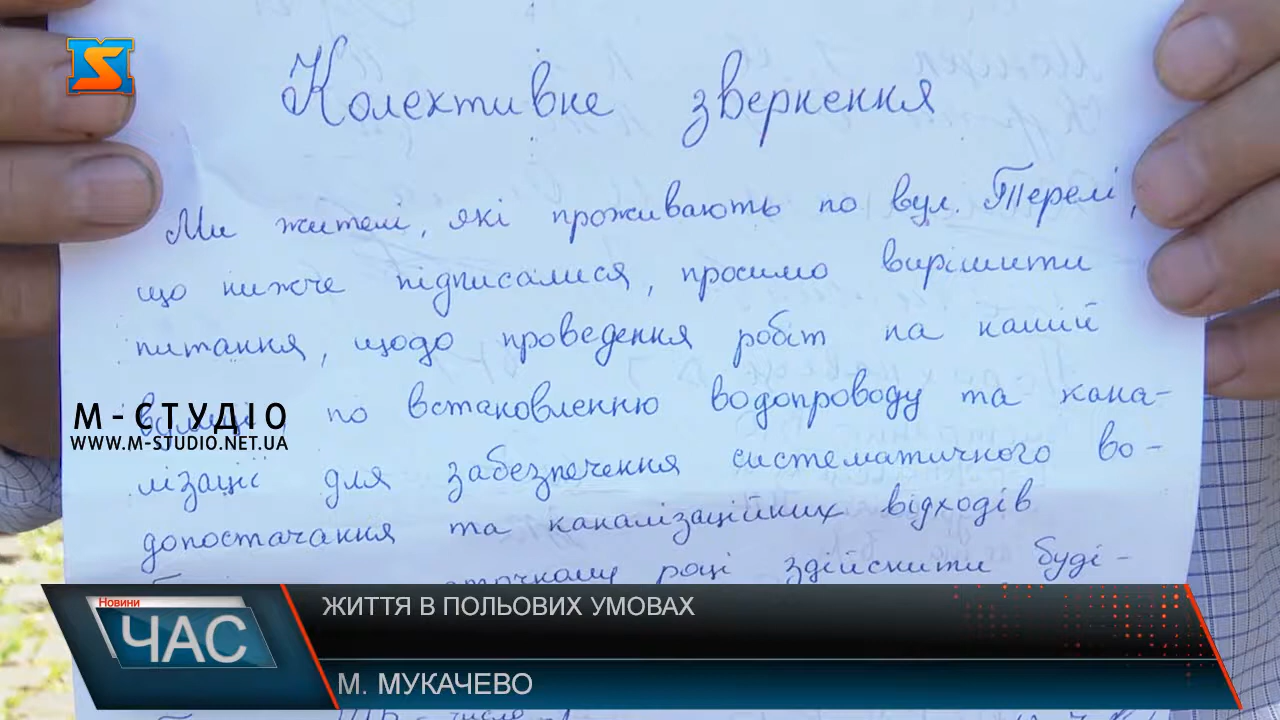 Колективне звернення
Ми жителі, які проживають по вул. Терелі,
що нижче підписалися, просимо вирішити
питання, щодо проведення робіт на нашій
вулиці, по встановленню водопроводу та кана-
лізації для забезпечення систематичного во-
допостачання та каналізаційних відходів
році здійснити буді-
М-СТУДІО
WWW.M-STUDIO.NET.UA
Новини
ЧАС
ЖИТТЯ В ПОЛЬОВИХ УМОВАХ
М. МУКАЧЕВО